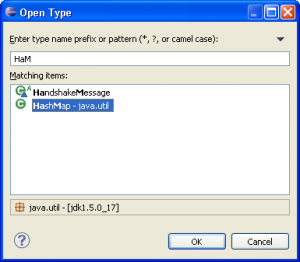 Open Type
Enter type name prefix or pattern (*, ?, or camel case):
HaM
Matching items:
HandshakeMessage
HashMap - java.util
java.util - [jdk1.5.0_17]
OK Cancel